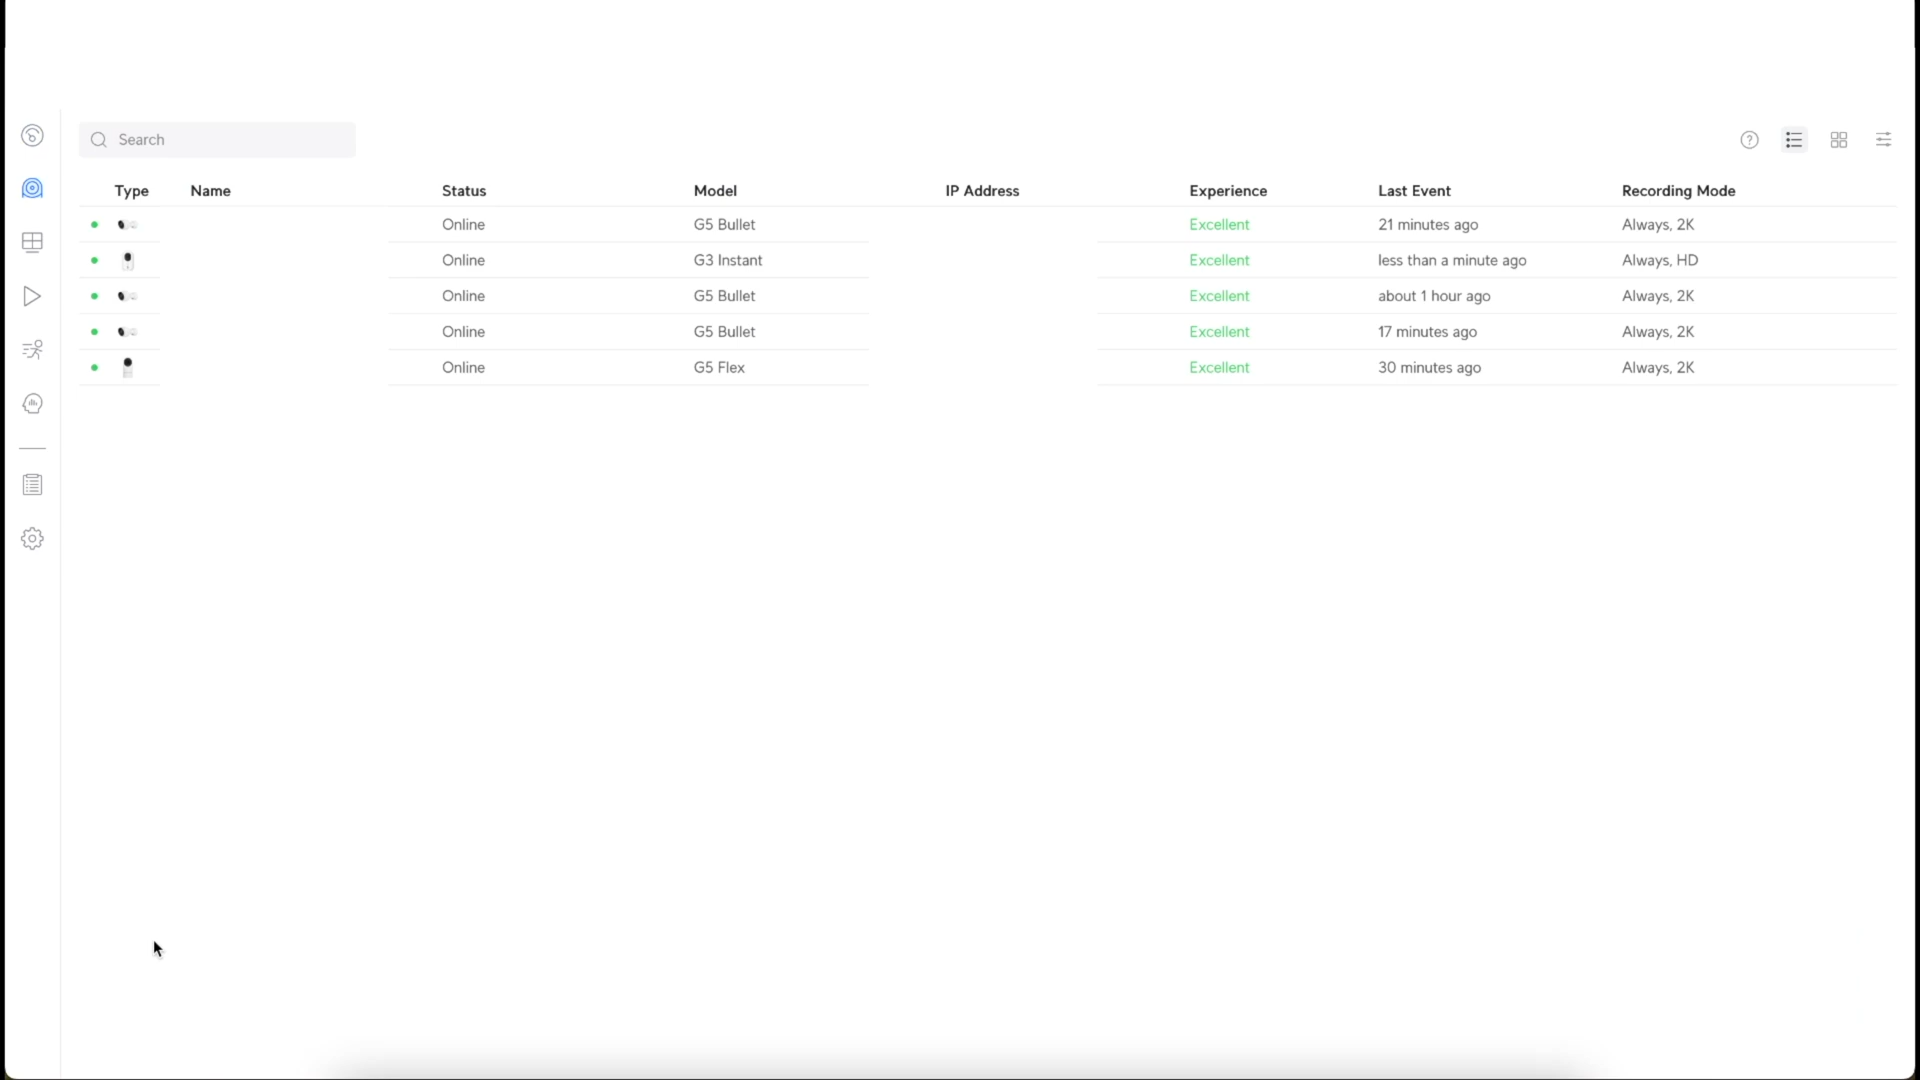 Search
Type Name Status Model IP Address Experience Last Event Recording Mode
Online G5 Bullet Excellent 21 minutes ago Always, 2K
Online G3 Instant Excellent less than a minute ago Always, HD
Online G5 Bullet Excellent about 1 hour ago Always, 2K
Online G5 Bullet Excellent 17 minutes ago Always, 2K
Online G5 Flex Excellent 30 minutes ago Always, 2K